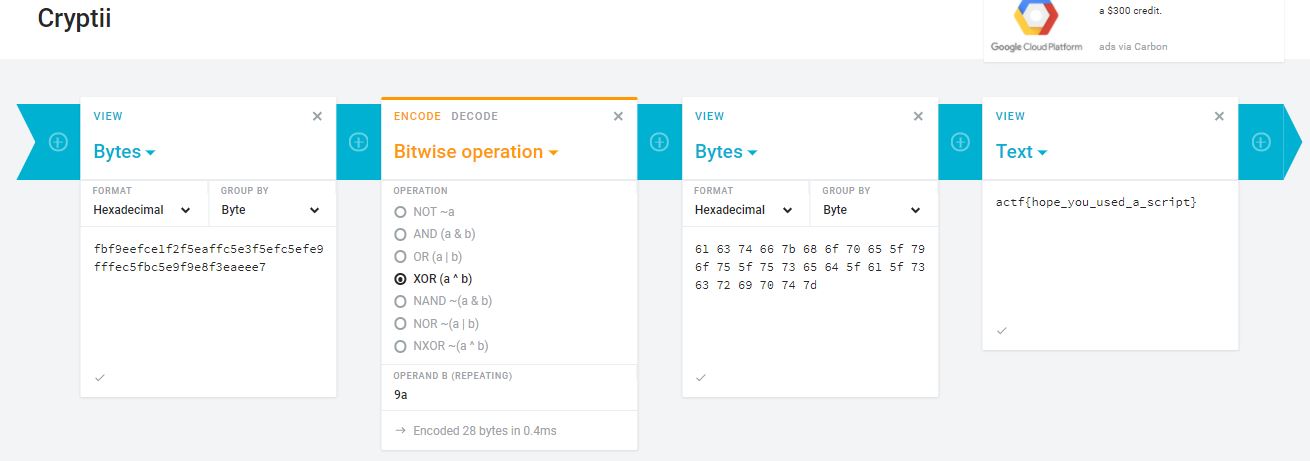 Cryptii
a $300 credit.
Google Cloud Platform
ads via Carbon
VIEW
Bytes
FORMAT
GROUP BY
Hexadecimal
Byte
fbf9eefce1f2f5eaffc5e3f5efc5efe9
fffec5fbc5e9f9e8f3eaeee7
ENCODE DECODE
Bitwise operation
OPERATION
NOT ~a
AND (a & b)
OR (a | b)
XOR (a ^ b)
NAND ~(a & b)
NOR ~(a | b)
NXOR ~(a ^ b)
OPERAND B (REPEATING)
9a
→ Encoded 28 bytes in 0.4ms
VIEW
Bytes
FORMAT
GROUP BY
Hexadecimal
Byte
61 63 74 66 7b 68 6f 70 65 5f 79
6f 75 5f 75 73 65 64 5f 61 5f 73
63 72 69 70 74 7d
VIEW
Text
actf{hope_you_used_a_script}